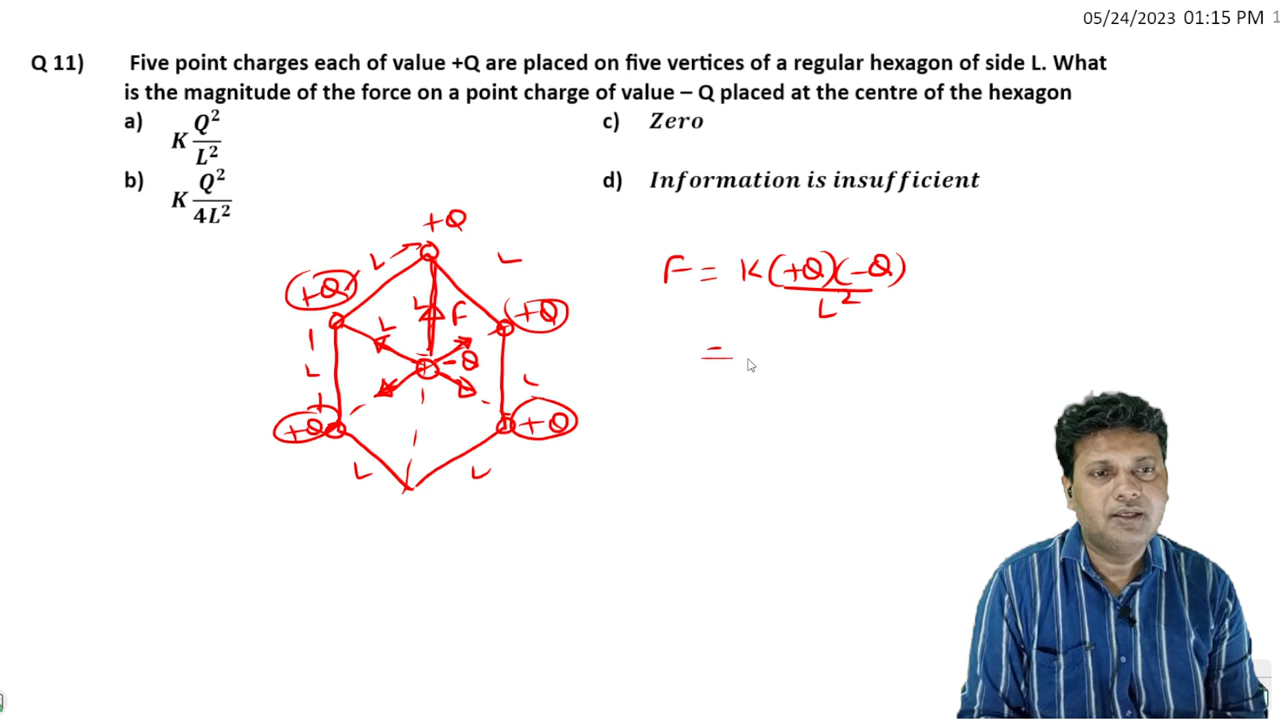 05/24/2023 01:15 PM 1
Q 11) Five point charges each of value +Q are placed on five vertices of a regular hexagon of side L. What
is the magnitude of the force on a point charge of value – Q placed at the centre of the hexagon
a) K Q²/L² c) Zero
b) K Q²/4L² d) Information is insufficient
+Q
L L
+Q L F +Q
L
L -Q L
+Q +Q
L L
F = K(+Q)(-Q)/L²
=